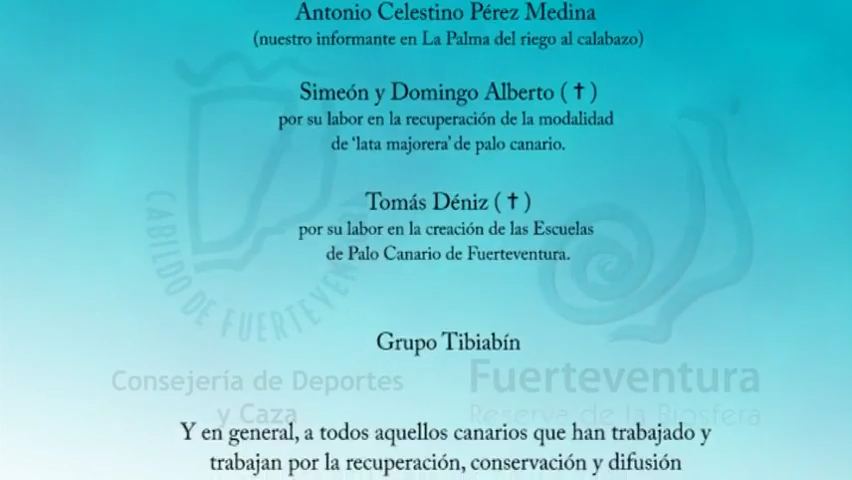 Antonio Celestino Pérez Medina
(nuestro informante en La Palma del riego al calabazo)
Simeón y Domingo Alberto ( ✝ )
por su labor en la recuperación de la modalidad
de ‘lata majorera’ de palo canario.
Tomás Déniz ( ✝ )
por su labor en la creación de las Escuelas
de Palo Canario de Fuerteventura.
CABILDO DE FUERTEVEN
Grupo Tibiabín
Consejería de Deportes
y Caza
Fuerteventura
Reserva de la Biosfera
Y en general, a todos aquellos canarios que han trabajado y
trabajan por la recuperación, conservación y difusión